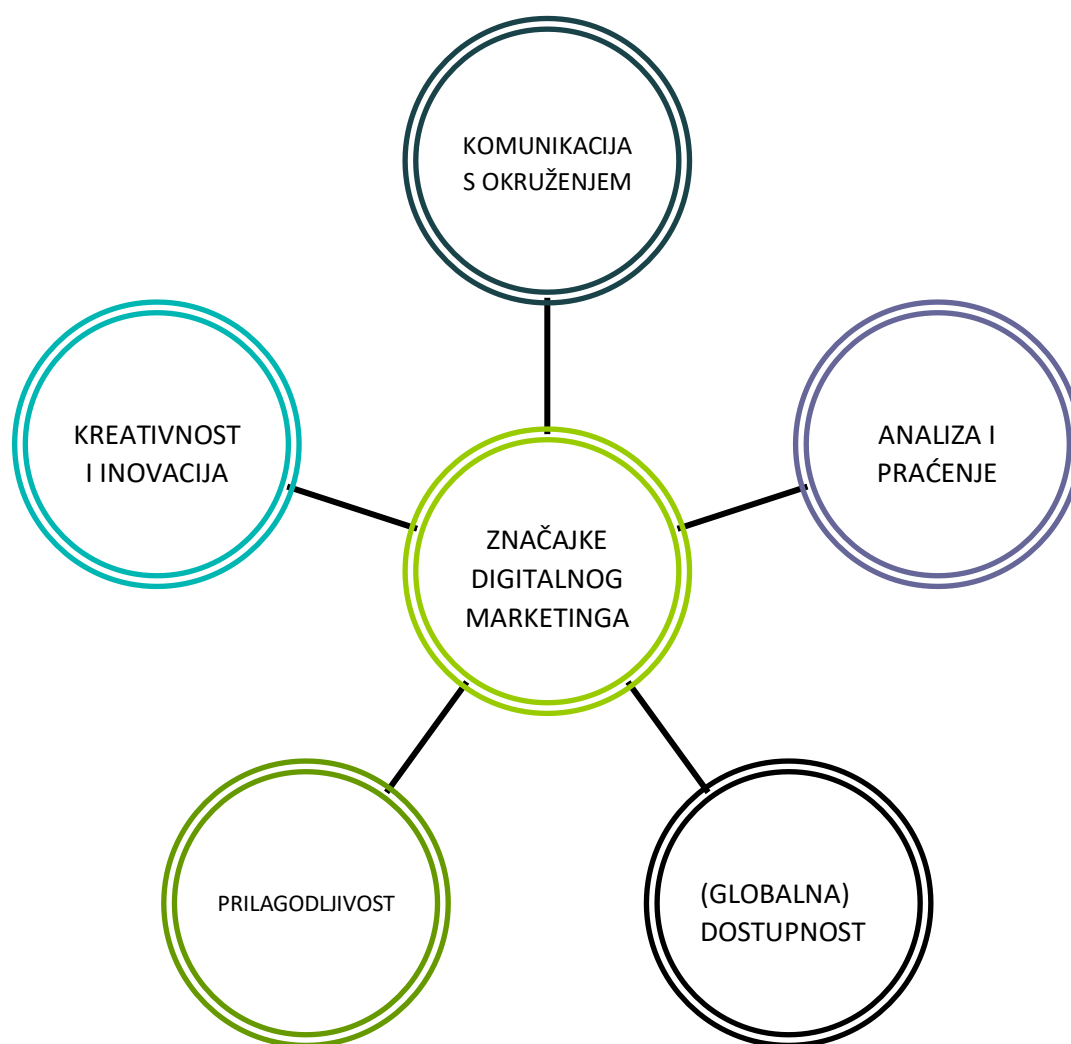 KOMUNIKACIJA
S OKRUŽENJEM
KREATIVNOST
I INOVACIJA
ANALIZA I
PRAĆENJE
ZNAČAJKE
DIGITALNOG
MARKETINGA
PRILAGODLJIVOST
(GLOBALNA)
DOSTUPNOST